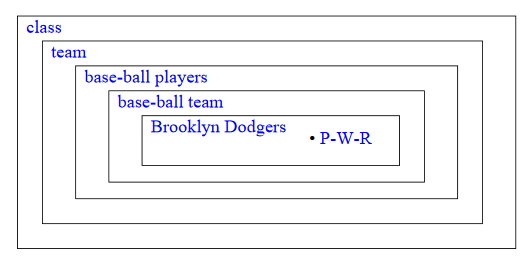 class
team
base-ball players
base-ball team
Brooklyn Dodgers
• P-W-R